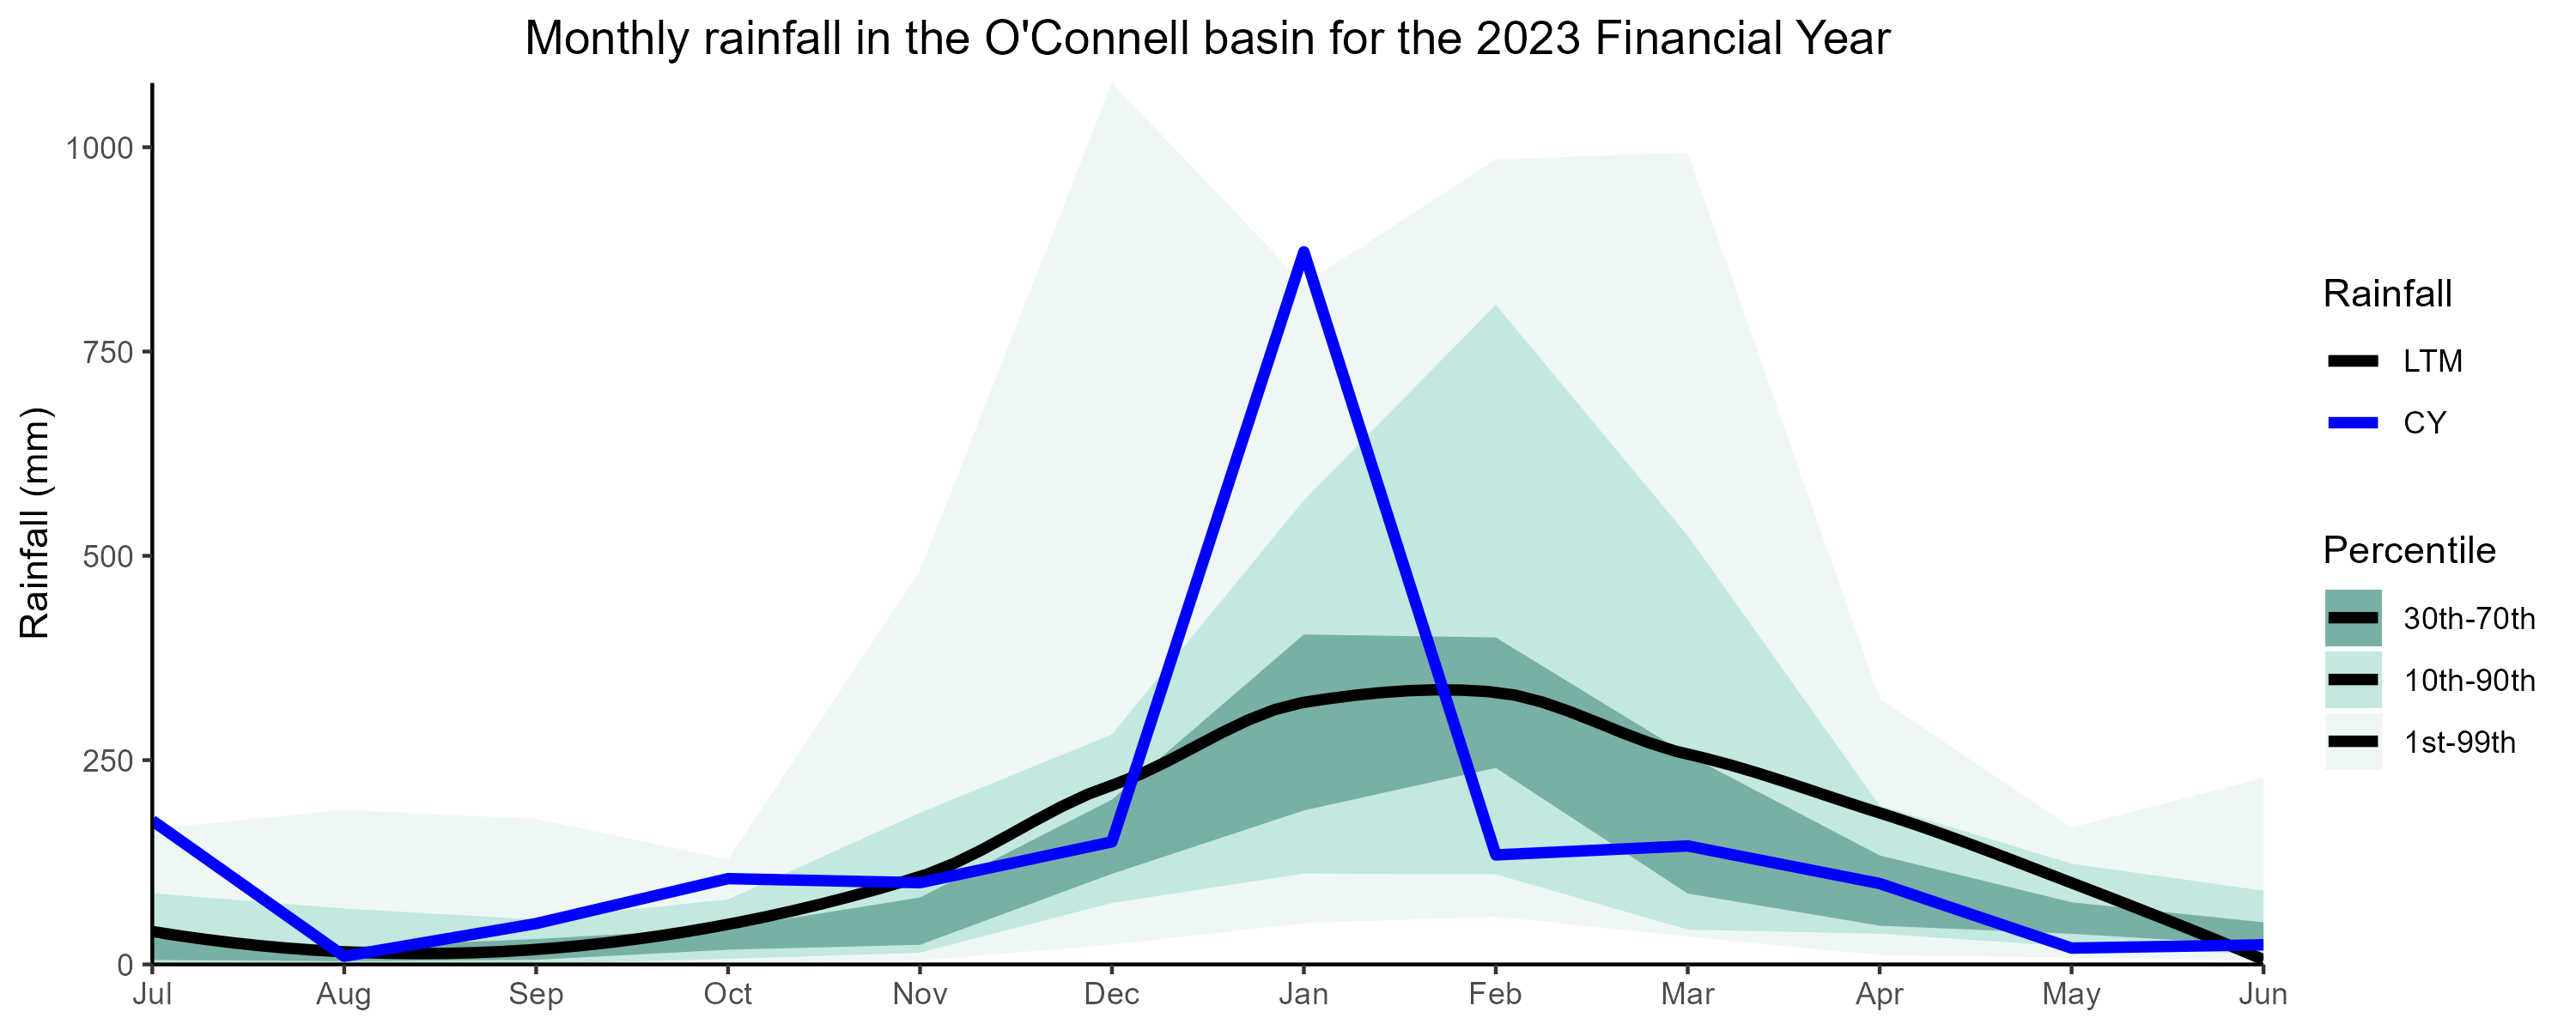 Monthly rainfall in the O'Connell basin for the 2023 Financial Year
Rainfall (mm)
1000
750
500
250
0
Jul Aug Sep Oct Nov Dec Jan Feb Mar Apr May Jun
Rainfall
LTM
CY
Percentile
30th-70th
10th-90th
1st-99th